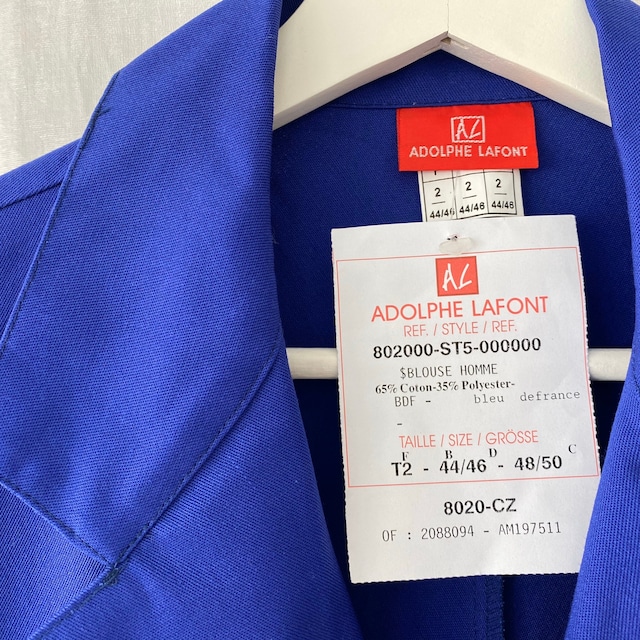 AL
ADOLPHE LAFONT
2 2 2
44/46 44/46 44/46
AL
ADOLPHE LAFONT
REF. / STYLE / REF.
802000-ST5-000000
$BLOUSE HOMME
65% Coton-35% Polyester-
BDF - bleu defrance
-
TAILLE / SIZE / GRÖSSE
F B D C
T2 - 44/46 - 48/50
8020-CZ
OF : 2088094 - AM197511